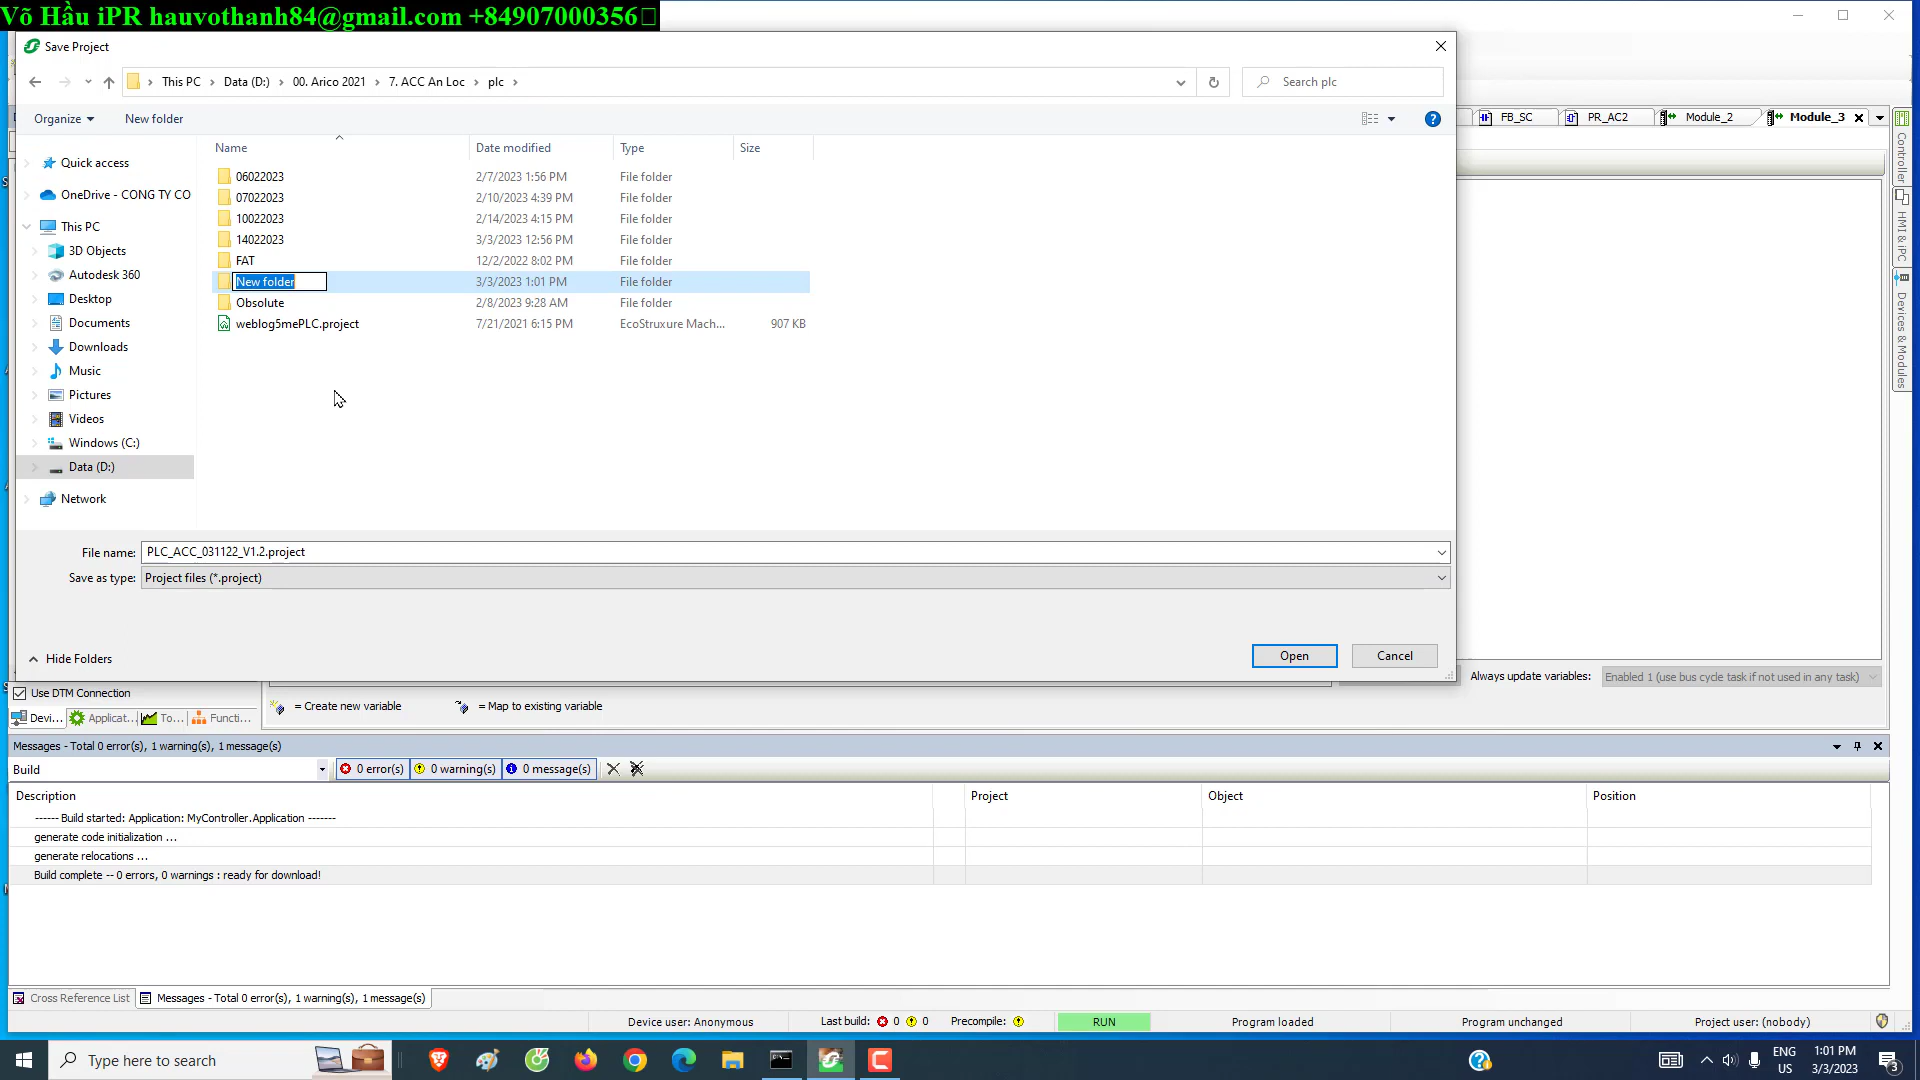 Võ Hầu iPR hauvothanh84@gmail.com +84907000356
Save Project
This PC > Data (D:) > 00. Arico 2021 > 7. ACC An Loc > plc >
Search plc
Organize
New folder
FB_SC
PR_AC2
Module_2
Module_3
Name
Date modified
Type
Size
Quick access
OneDrive - CONG TY CO
This PC
3D Objects
Autodesk 360
Desktop
Documents
Downloads
Music
Pictures
Videos
Windows (C:)
Data (D:)
Network
06022023 2/7/2023 1:56 PM File folder
07022023 2/10/2023 4:39 PM File folder
10022023 2/14/2023 4:15 PM File folder
14022023 3/3/2023 12:56 PM File folder
FAT 12/2/2022 8:02 PM File folder
New folder 3/3/2023 1:01 PM File folder
Obsolute 2/8/2023 9:28 AM File folder
weblog5mePLC.project 7/21/2021 6:15 PM EcoStruxure Mach... 907 KB
Controller
HMI & iPC
Devices & Modules
File name: PLC_ACC_031122_V1.2.project
Save as type: Project files (*.project)
Hide Folders
Open
Cancel
Always update variables: Enabled 1 (use bus cycle task if not used in any task)
Use DTM Connection
= Create new variable
= Map to existing variable
Devi...
Applicat...
To...
Functi...
Messages - Total 0 error(s), 1 warning(s), 1 message(s)
Build
0 error(s)
0 warning(s)
0 message(s)
Description
Project
Object
Position
------ Build started: Application: MyController.Application -------
generate code initialization ...
generate relocations ...
Build complete -- 0 errors, 0 warnings : ready for download!
Cross Reference List
Messages - Total 0 error(s), 1 warning(s), 1 message(s)
Device user: Anonymous
Last build: 0 0
Precompile:
RUN
Program loaded
Program unchanged
Project user: (nobody)
Type here to search
ENG
US
1:01 PM
3/3/2023
3